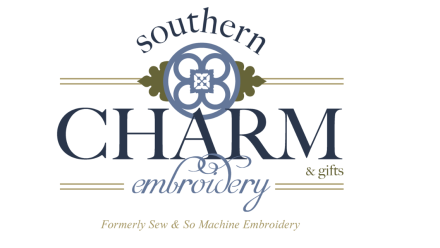 southern
CHARM
& gifts
embroidery
Formerly Sew & So Machine Embroidery